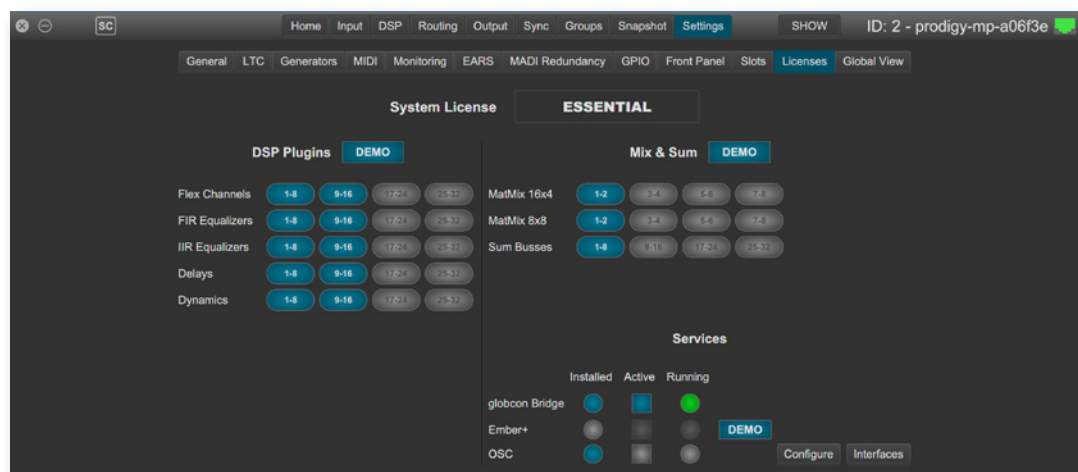 SC Home Input DSP Routing Output Sync Groups Snapshot Settings SHOW ID: 2 - prodigy-mp-a06f3e
General LTC Generators MIDI Monitoring EARS MADI Redundancy GPIO Front Panel Slots Licenses Global View
System License ESSENTIAL
DSP Plugins DEMO Mix & Sum DEMO
Flex Channels 1-8 9-16 17-24 25-32 MatMix 16x4 1-2 3-4 5-6 7-8
FIR Equalizers 1-8 9-16 17-24 25-32 MatMix 8x8 1-2 3-4 5-6 7-8
IIR Equalizers 1-8 9-16 17-24 25-32 Sum Busses 1-8 9-16 17-24 25-32
Delays 1-8 9-16 17-24 25-32
Dynamics 1-8 9-16 17-24 25-32
Services
Installed Active Running
globcon Bridge
Ember+ DEMO
OSC Configure Interfaces